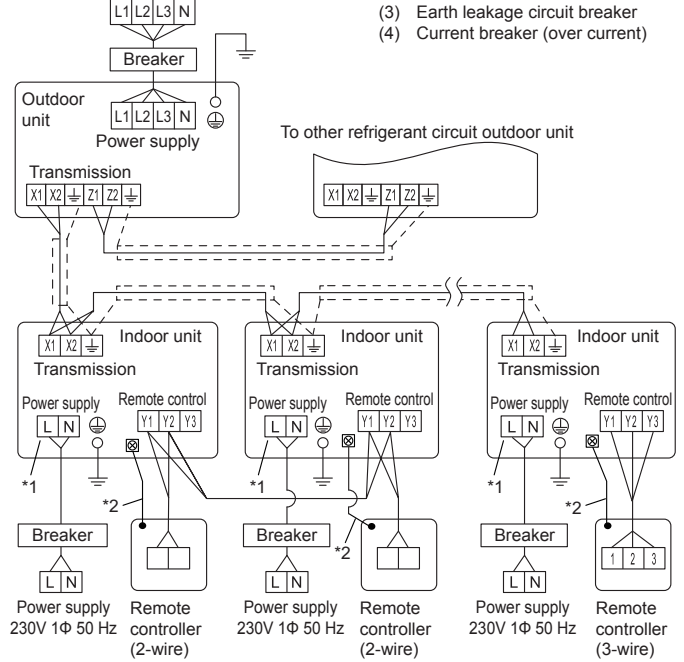 (3) Earth leakage circuit breaker
(4) Current breaker (over current)
L1 L2 L3 N
Breaker
Outdoor
unit
L1 L2 L3 N
Power supply
Transmission
X1 X2 Z1 Z2
To other refrigerant circuit outdoor unit
X1 X2 Z1 Z2
Indoor unit
X1 X2
Transmission
Power supply
L N
Remote control
Y1 Y2 Y3
*1
*2
Breaker
L N
Power supply
230V 1Φ 50 Hz
Remote
controller
(2-wire)
Indoor unit
X1 X2
Transmission
Power supply
L N
Remote control
Y1 Y2 Y3
*1
*2
Breaker
L N
Power supply
230V 1Φ 50 Hz
Remote
controller
(2-wire)
Indoor unit
X1 X2
Transmission
Power supply
L N
Remote control
Y1 Y2 Y3
*1
*2
Breaker
L N
1 2 3
Power supply
230V 1Φ 50 Hz
Remote
controller
(3-wire)